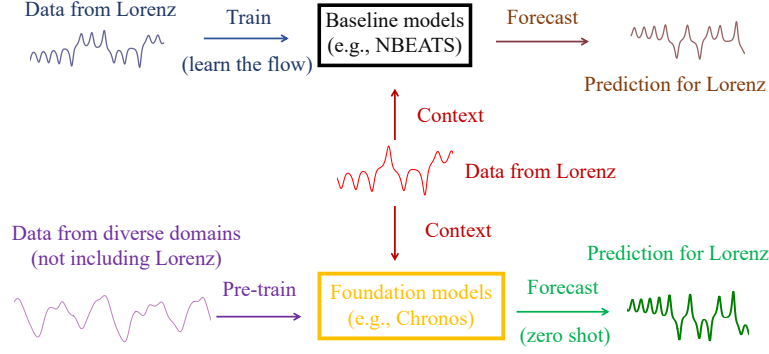 Data from Lorenz
Train
(learn the flow)
Baseline models
(e.g., NBEATS)
Forecast
Prediction for Lorenz
Context
Data from Lorenz
Context
Data from diverse domains
(not including Lorenz)
Pre-train
Foundation models
(e.g., Chronos)
Forecast
(zero shot)
Prediction for Lorenz